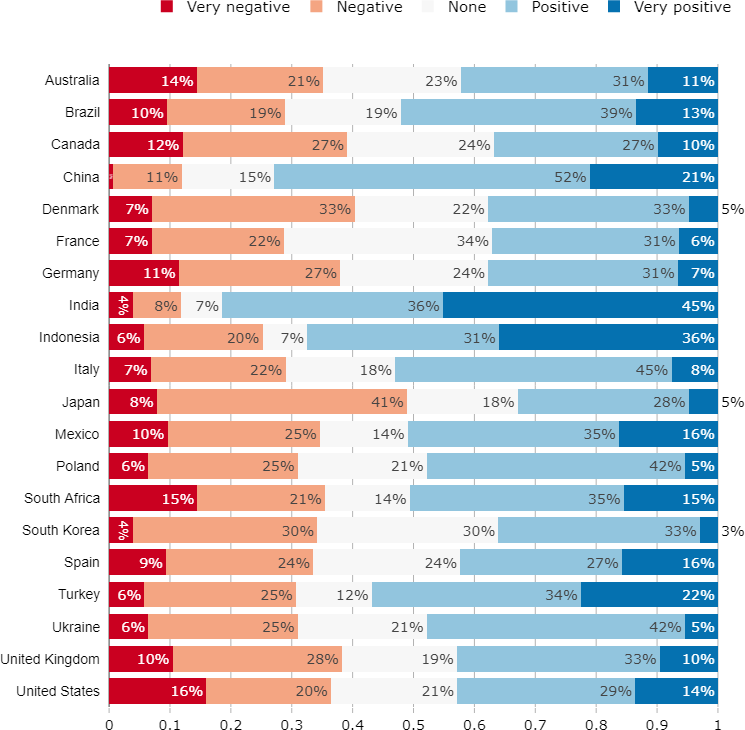 Very negative Negative None Positive Very positive
Australia 14% 21% 23% 31% 11%
Brazil 10% 19% 19% 39% 13%
Canada 12% 27% 24% 27% 10%
China 11% 15% 52% 21%
Denmark 7% 33% 22% 33% 5%
France 7% 22% 34% 31% 6%
Germany 11% 27% 24% 31% 7%
India 4% 8% 7% 36% 45%
Indonesia 6% 20% 7% 31% 36%
Italy 7% 22% 18% 45% 8%
Japan 8% 41% 18% 28% 5%
Mexico 10% 25% 14% 35% 16%
Poland 6% 25% 21% 42% 5%
South Africa 15% 21% 14% 35% 15%
South Korea 4% 30% 30% 33% 3%
Spain 9% 24% 24% 27% 16%
Turkey 6% 25% 12% 34% 22%
Ukraine 6% 25% 21% 42% 5%
United Kingdom 10% 28% 19% 33% 10%
United States 16% 20% 21% 29% 14%
0 0.1 0.2 0.3 0.4 0.5 0.6 0.7 0.8 0.9 1